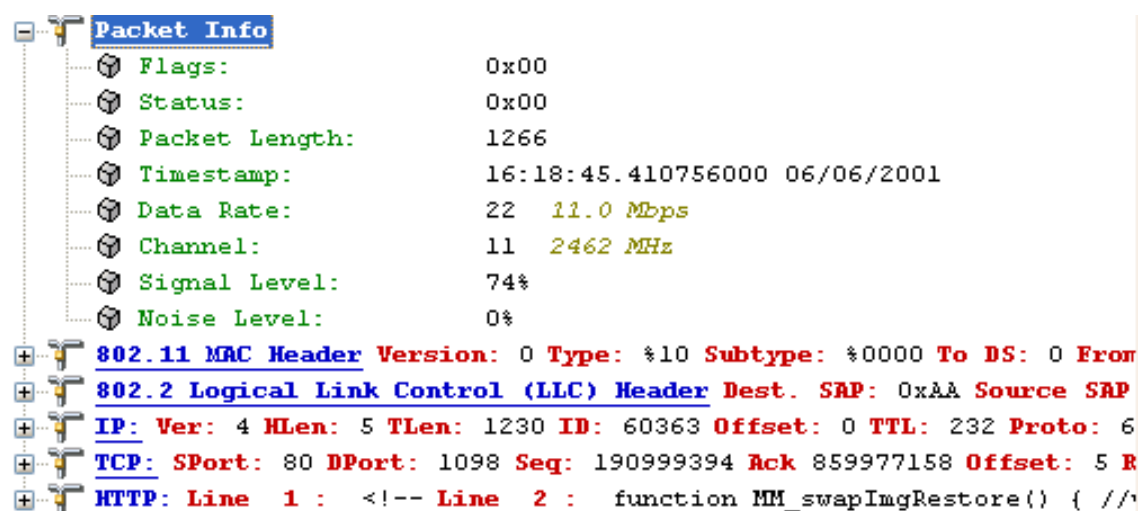 Packet Info
Flags: 0x00
Status: 0x00
Packet Length: 1266
Timestamp: 16:18:45.410756000 06/06/2001
Data Rate: 22 11.0 Mbps
Channel: 11 2462 MHz
Signal Level: 74%
Noise Level: 0%
802.11 MAC Header Version: 0 Type: %10 Subtype: %0000 To DS: 0 From
802.2 Logical Link Control (LLC) Header Dest. SAP: 0xAA Source SAP
IP: Ver: 4 HLen: 5 TLen: 1230 ID: 60363 Offset: 0 TTL: 232 Proto: 6
TCP: SPort: 80 DPort: 1098 Seq: 190999394 Ack 859977158 Offset: 5 R
HTTP: Line 1 : <!-- Line 2 : function MM_swapImgRestore() { //